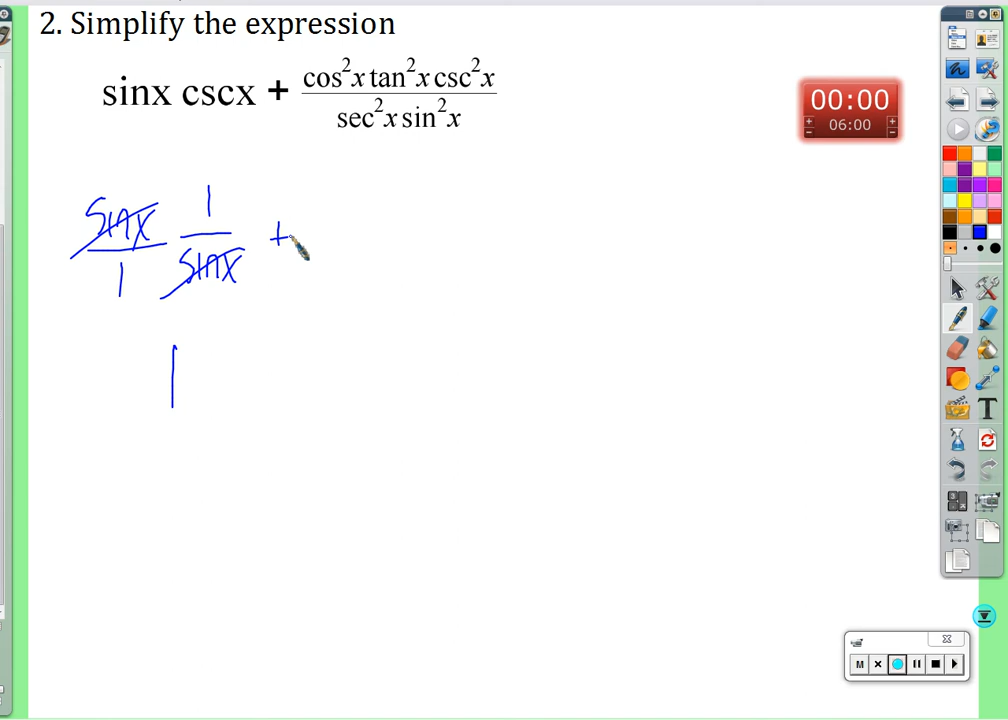 2. Simplify the expression
sinx cscx + cos²x tan²x csc²x / sec²x sin²x
00:00
06:00
sinx / 1 1 / sinx +
1
T
M